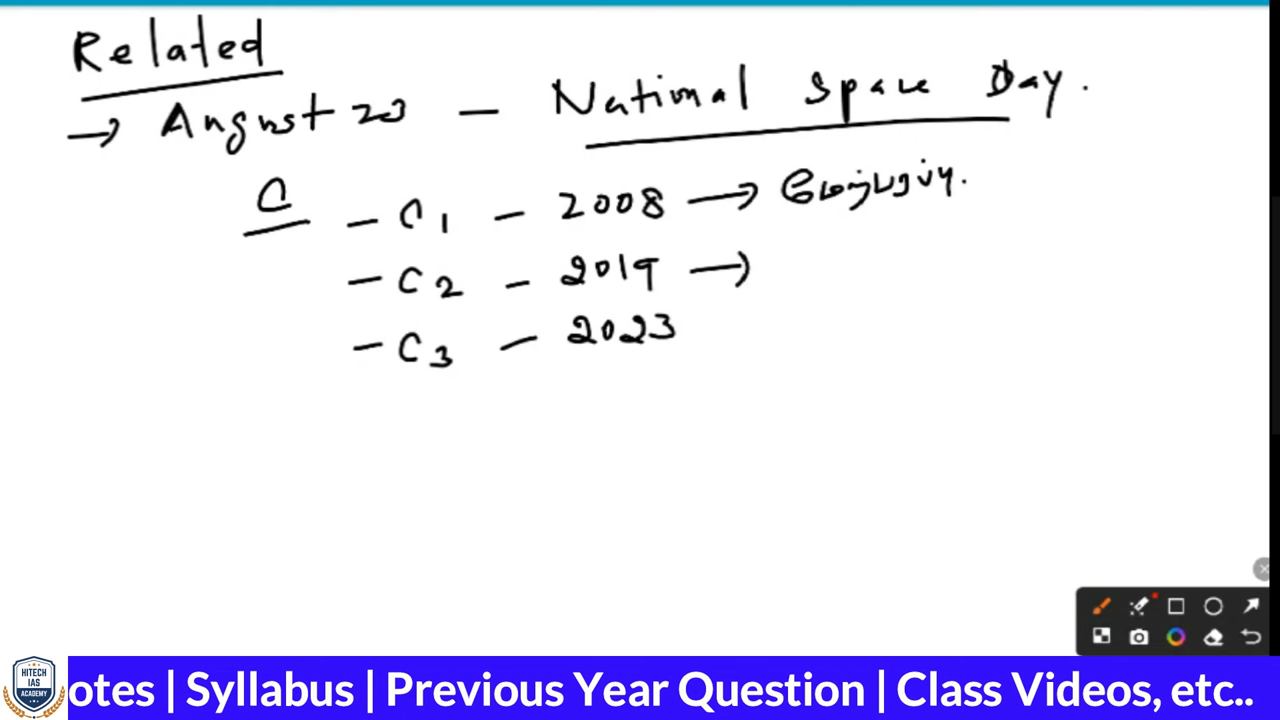 Related
→ August 23 — National Space Day.
C - C1 - 2008 →
- C2 - 2019 →
- C3 - 2023
HITECH
IAS
ACADEMY
otes | Syllabus | Previous Year Question | Class Videos, etc..